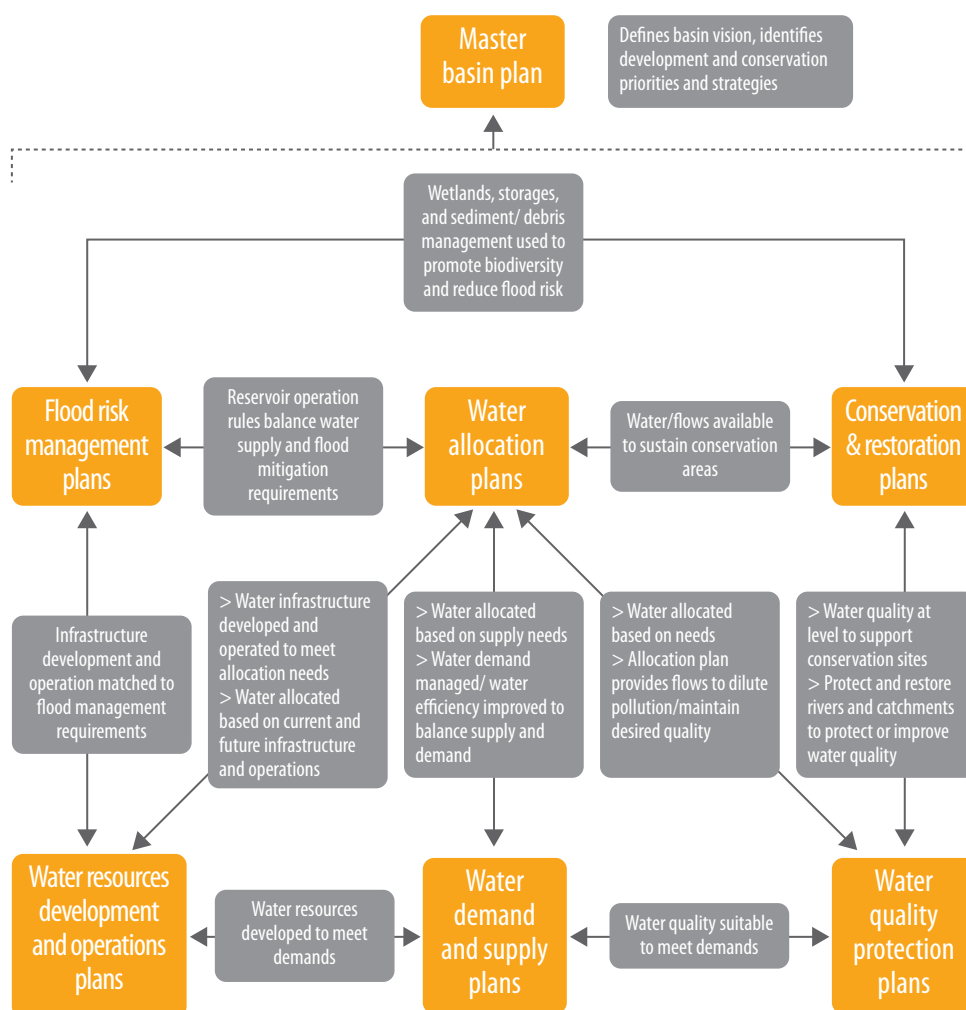 Master
basin plan
Defines basin vision, identifies
development and conservation
priorities and strategies
Wetlands, storages,
and sediment/ debris
management used to
promote biodiversity
and reduce flood risk
Flood risk
management
plans
Reservoir operation
rules balance water
supply and flood
mitigation
requirements
Water
allocation
plans
Water/flows available
to sustain conservation
areas
Conservation
& restoration
plans
Infrastructure
development and
operation matched to
flood management
requirements
> Water infrastructure
developed and
operated to meet
allocation needs
> Water allocated
based on current and
future infrastructure
and operations
> Water allocated
based on supply needs
> Water demand
managed/ water
efficiency improved to
balance supply and
demand
> Water allocated
based on needs
> Allocation plan
provides flows to dilute
pollution/maintain
desired quality
> Water quality at
level to support
conservation sites
> Protect and restore
rivers and catchments
to protect or improve
water quality
Water resources
development
and operations
plans
Water resources
developed to meet
demands
Water
demand
and supply
plans
Water quality suitable
to meet demands
Water
quality
protection
plans